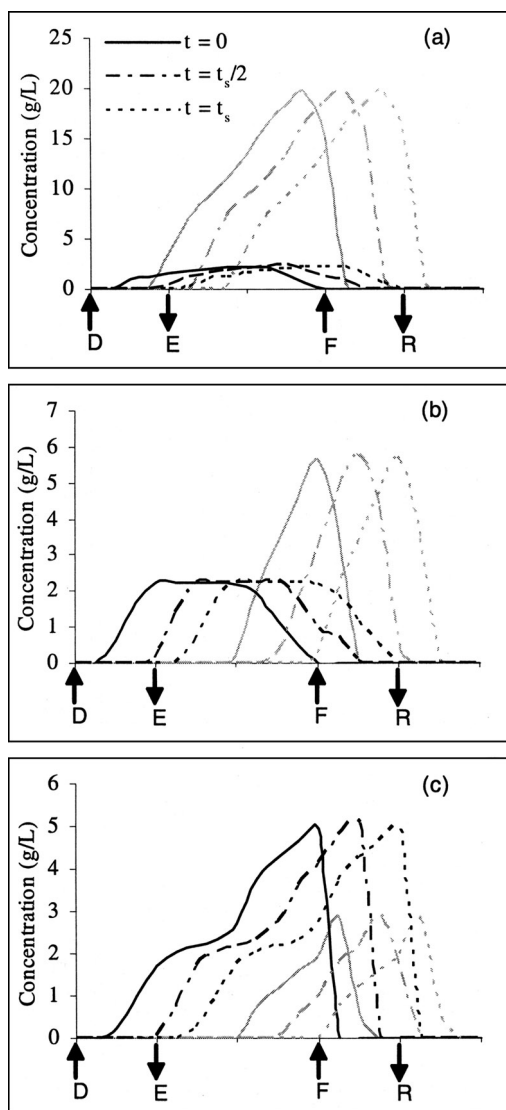 (a)
t = 0
t = ts/2
t = ts
Concentration (g/L)
25
20
15
10
5
0
D
E
F
R
(b)
Concentration (g/L)
7
6
5
4
3
2
1
0
D
E
F
R
(c)
Concentration (g/L)
6
5
4
3
2
1
0
D
E
F
R